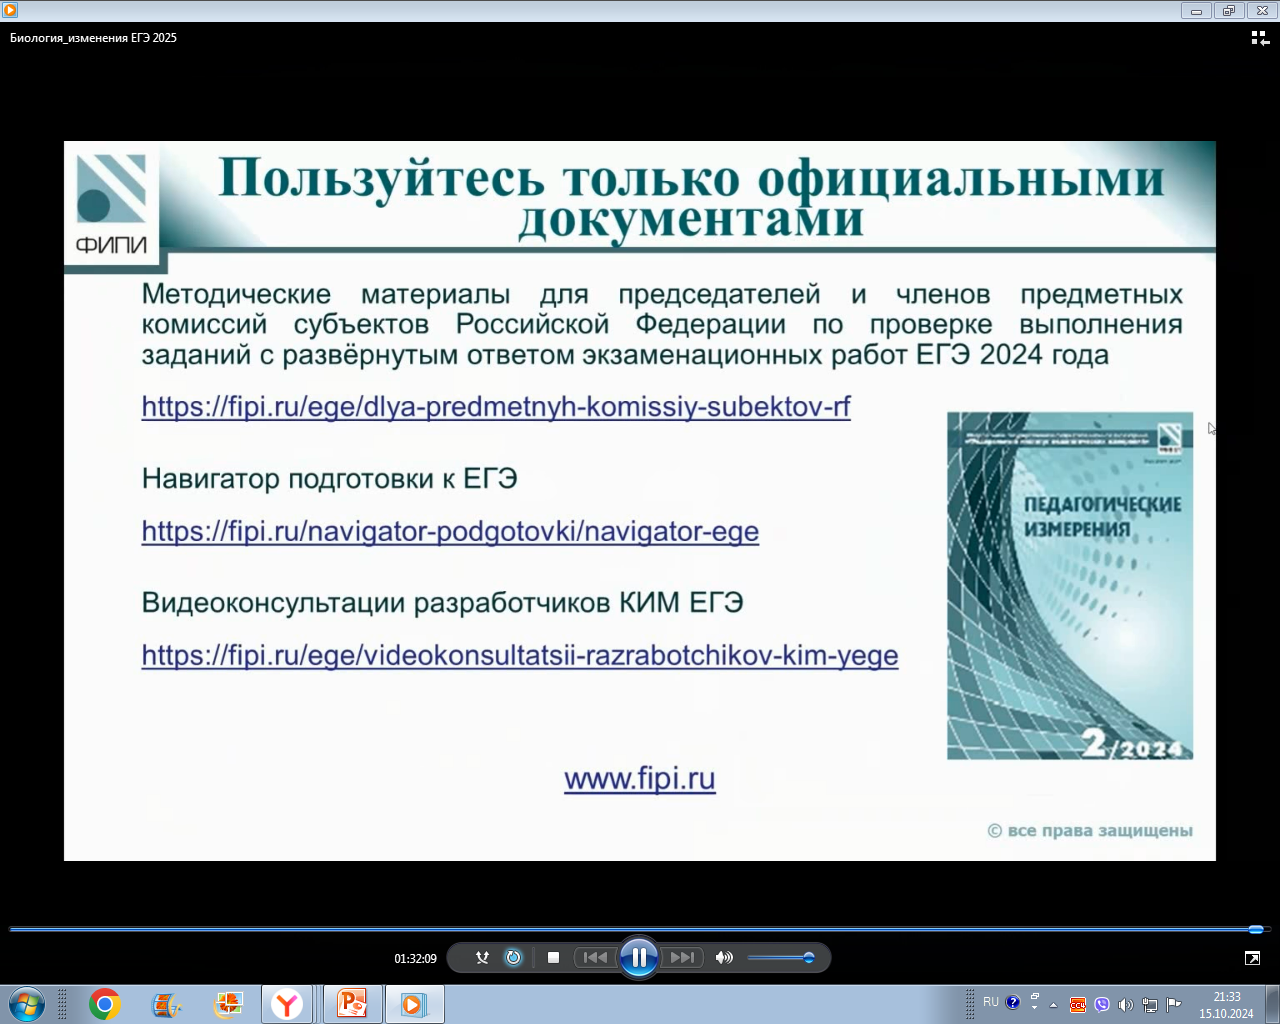 Биология_изменения ЕГЭ 2025
ФИПИ
Пользуйтесь только официальными
документами
Методические материалы для председателей и членов предметных
комиссий субъектов Российской Федерации по проверке выполнения
заданий с развёрнутым ответом экзаменационных работ ЕГЭ 2024 года
https://fipi.ru/ege/dlya-predmetnyh-komissiy-subektov-rf
Навигатор подготовки к ЕГЭ
https://fipi.ru/navigator-podgotovki/navigator-ege
Видеоконсультации разработчиков КИМ ЕГЭ
https://fipi.ru/ege/videokonsultatsii-razrabotchikov-kim-yege
ПЕДАГОГИЧЕСКИЕ
ИЗМЕРЕНИЯ
2/2024
www.fipi.ru
© все права защищены
01:32:09
RU
21:33
15.10.2024